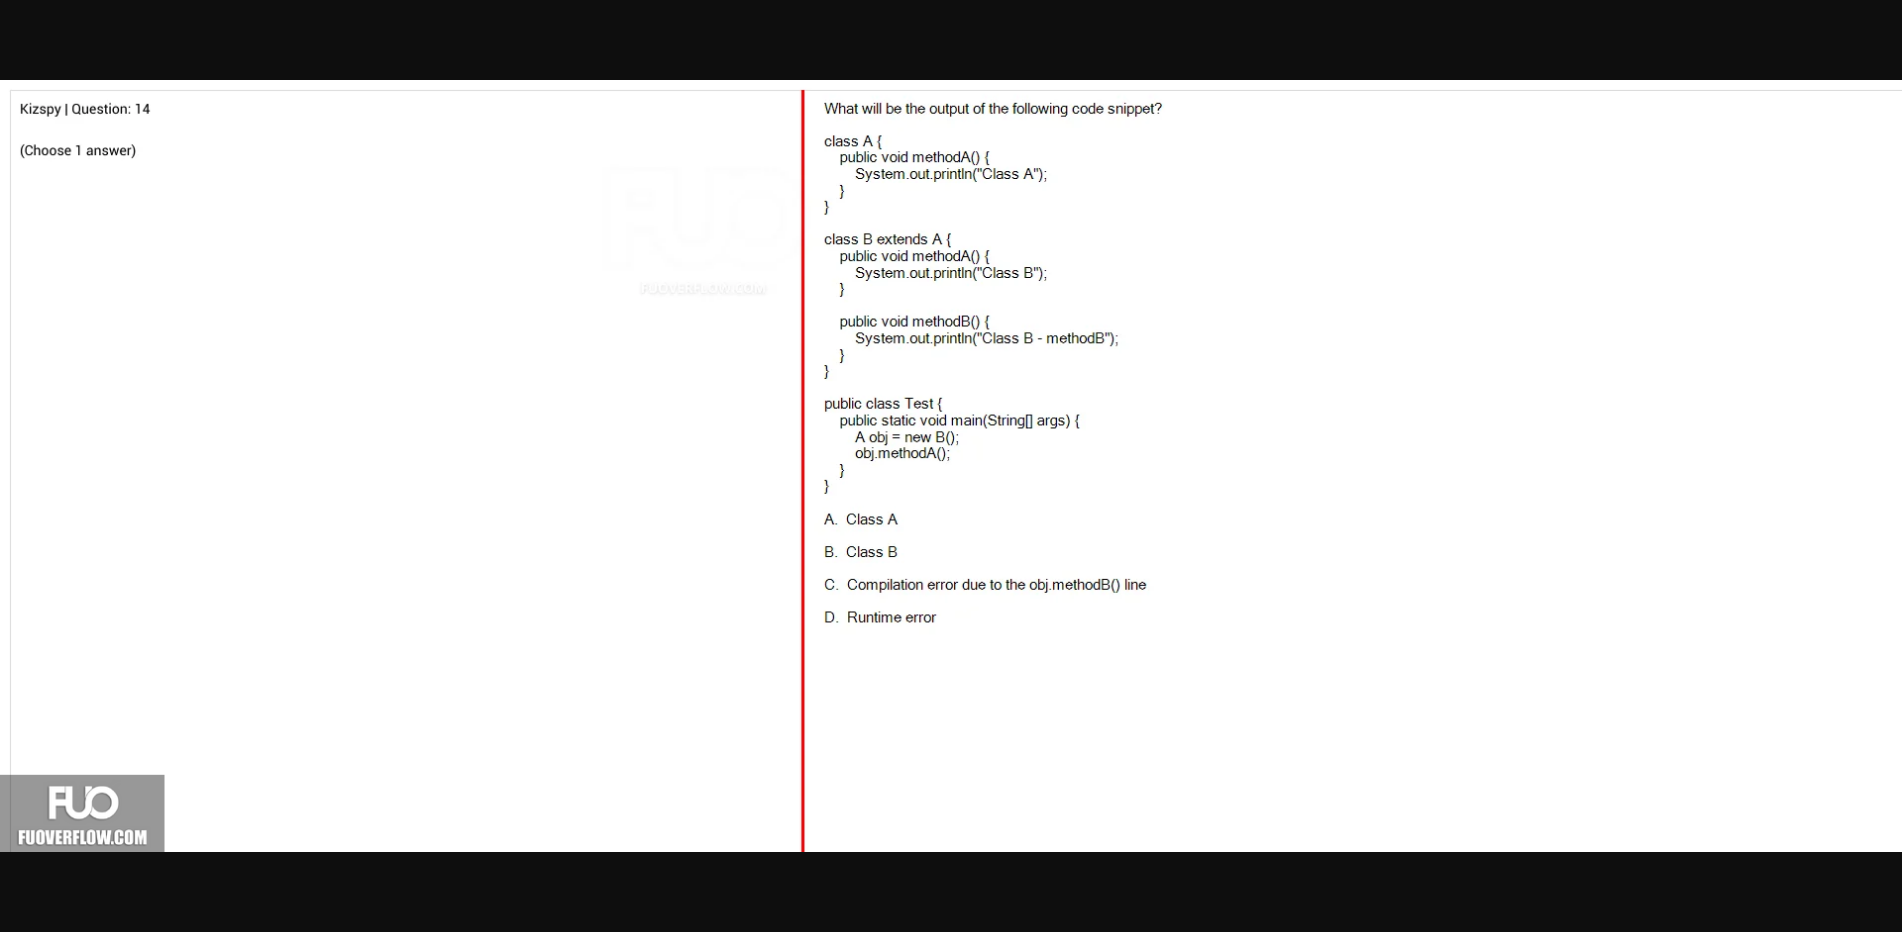 Kizspy | Question: 14
(Choose 1 answer)
FUO
FUOVERFLOW.COM
What will be the output of the following code snippet?
class A {
public void methodA() {
System.out.println("Class A");
}
}
class B extends A {
public void methodA() {
System.out.println("Class B");
}
public void methodB() {
System.out.println("Class B - methodB");
}
}
public class Test {
public static void main(String[] args) {
A obj = new B();
obj.methodA();
}
}
A. Class A
B. Class B
C. Compilation error due to the obj.methodB() line
D. Runtime error
FUO
FUOVERFLOW.COM